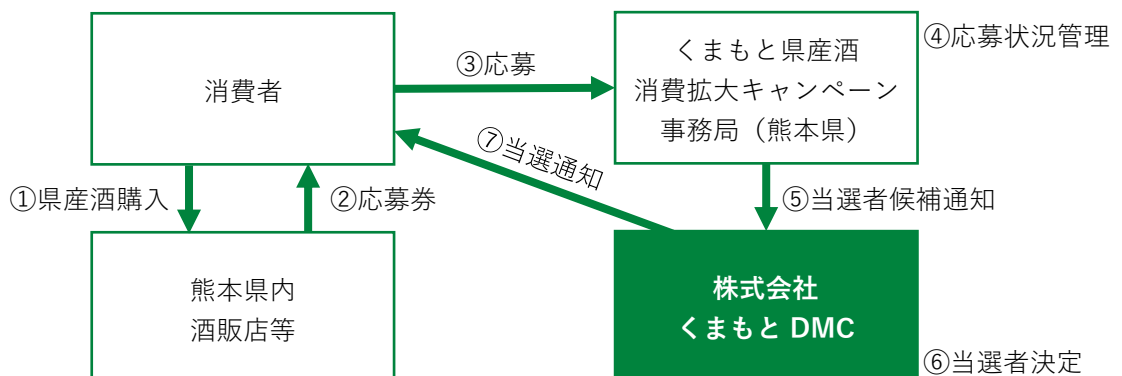 くまもと県産酒
消費拡大キャンペーン
事務局（熊本県）
④応募状況管理
③応募
消費者
⑦当選通知
①県産酒購入
②応募券
⑤当選者候補通知
熊本県内
酒販店等
株式会社
くまもと DMC
⑥当選者決定